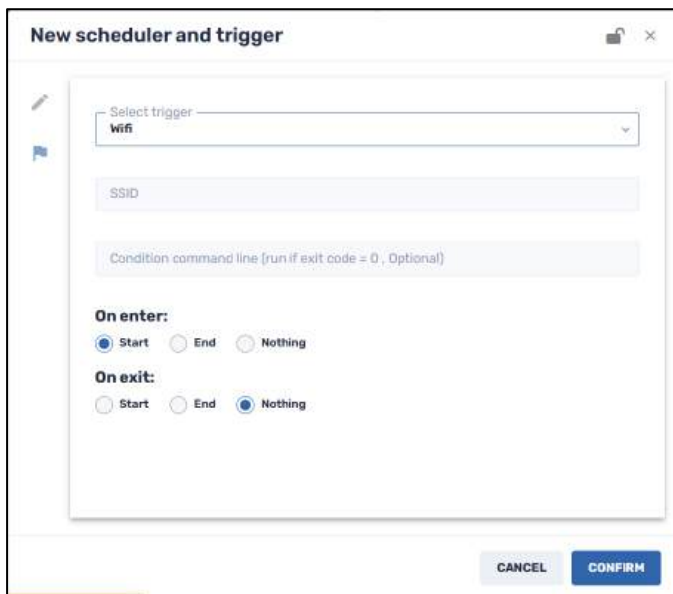 New scheduler and trigger
Select trigger
Wifi
SSID
Condition command line (run if exit code = 0 , Optional)
On enter:
Start End Nothing
On exit:
Start End Nothing
CANCEL CONFIRM